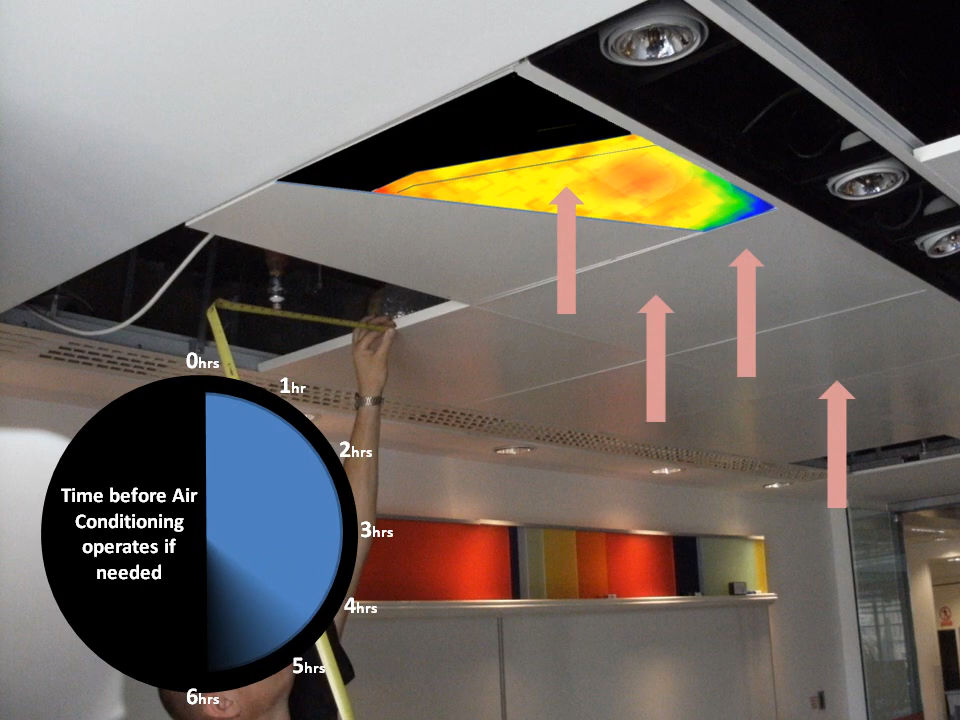 0hrs
1hr
2hrs
3hrs
4hrs
5hrs
6hrs
Time before Air
Conditioning
operates if
needed